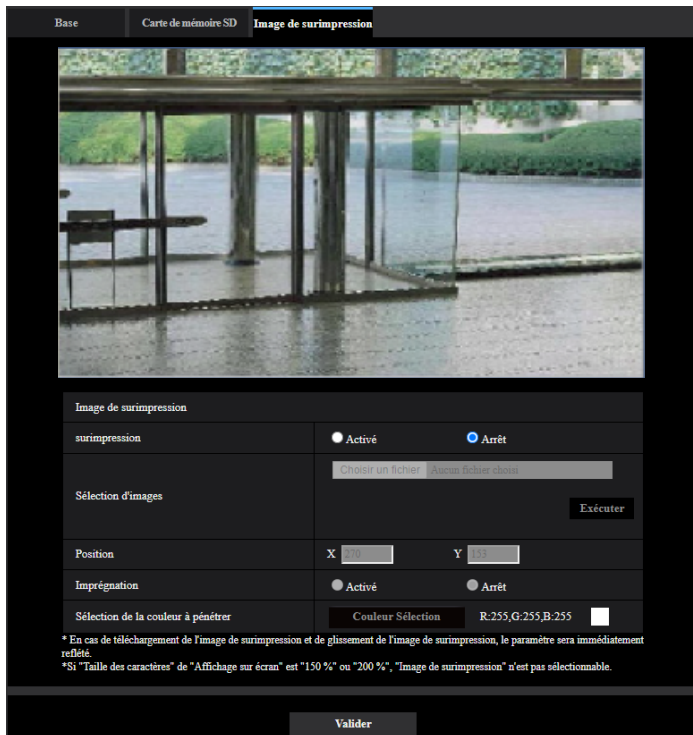 Base Carte de mémoire SD Image de surimpression
Image de surimpression
surimpression Activé Arrêt
Choisir un fichier Aucun fichier choisi
Sélection d'images
Exécuter
Position X 270 Y 153
Imprégnation Activé Arrêt
Sélection de la couleur à pénétrer Couleur Sélection R:255,G:255,B:255
* En cas de téléchargement de l'image de surimpression et de glissement de l'image de surimpression, le paramètre sera immédiatement
reflété.
*Si "Taille des caractères" de "Affichage sur écran" est "150 %" ou "200 %", "Image de surimpression" n'est pas sélectionnable.
Valider